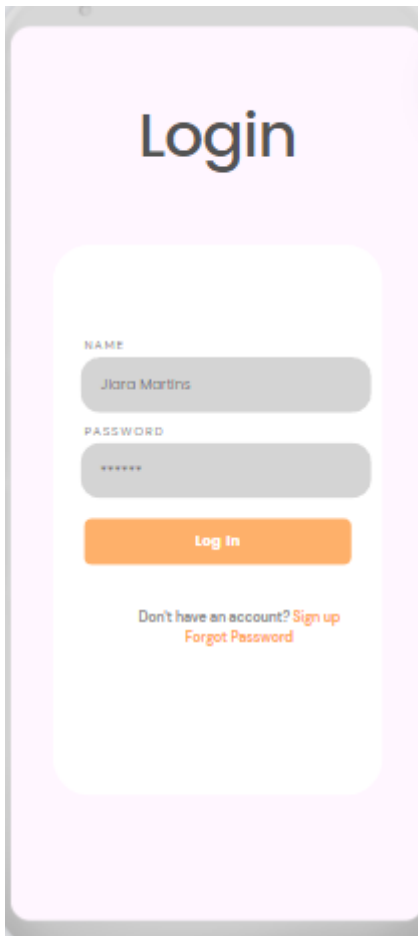 Login
NAME
Jiara Martins
PASSWORD
******
Log In
Don't have an account? Sign up
Forgot Password